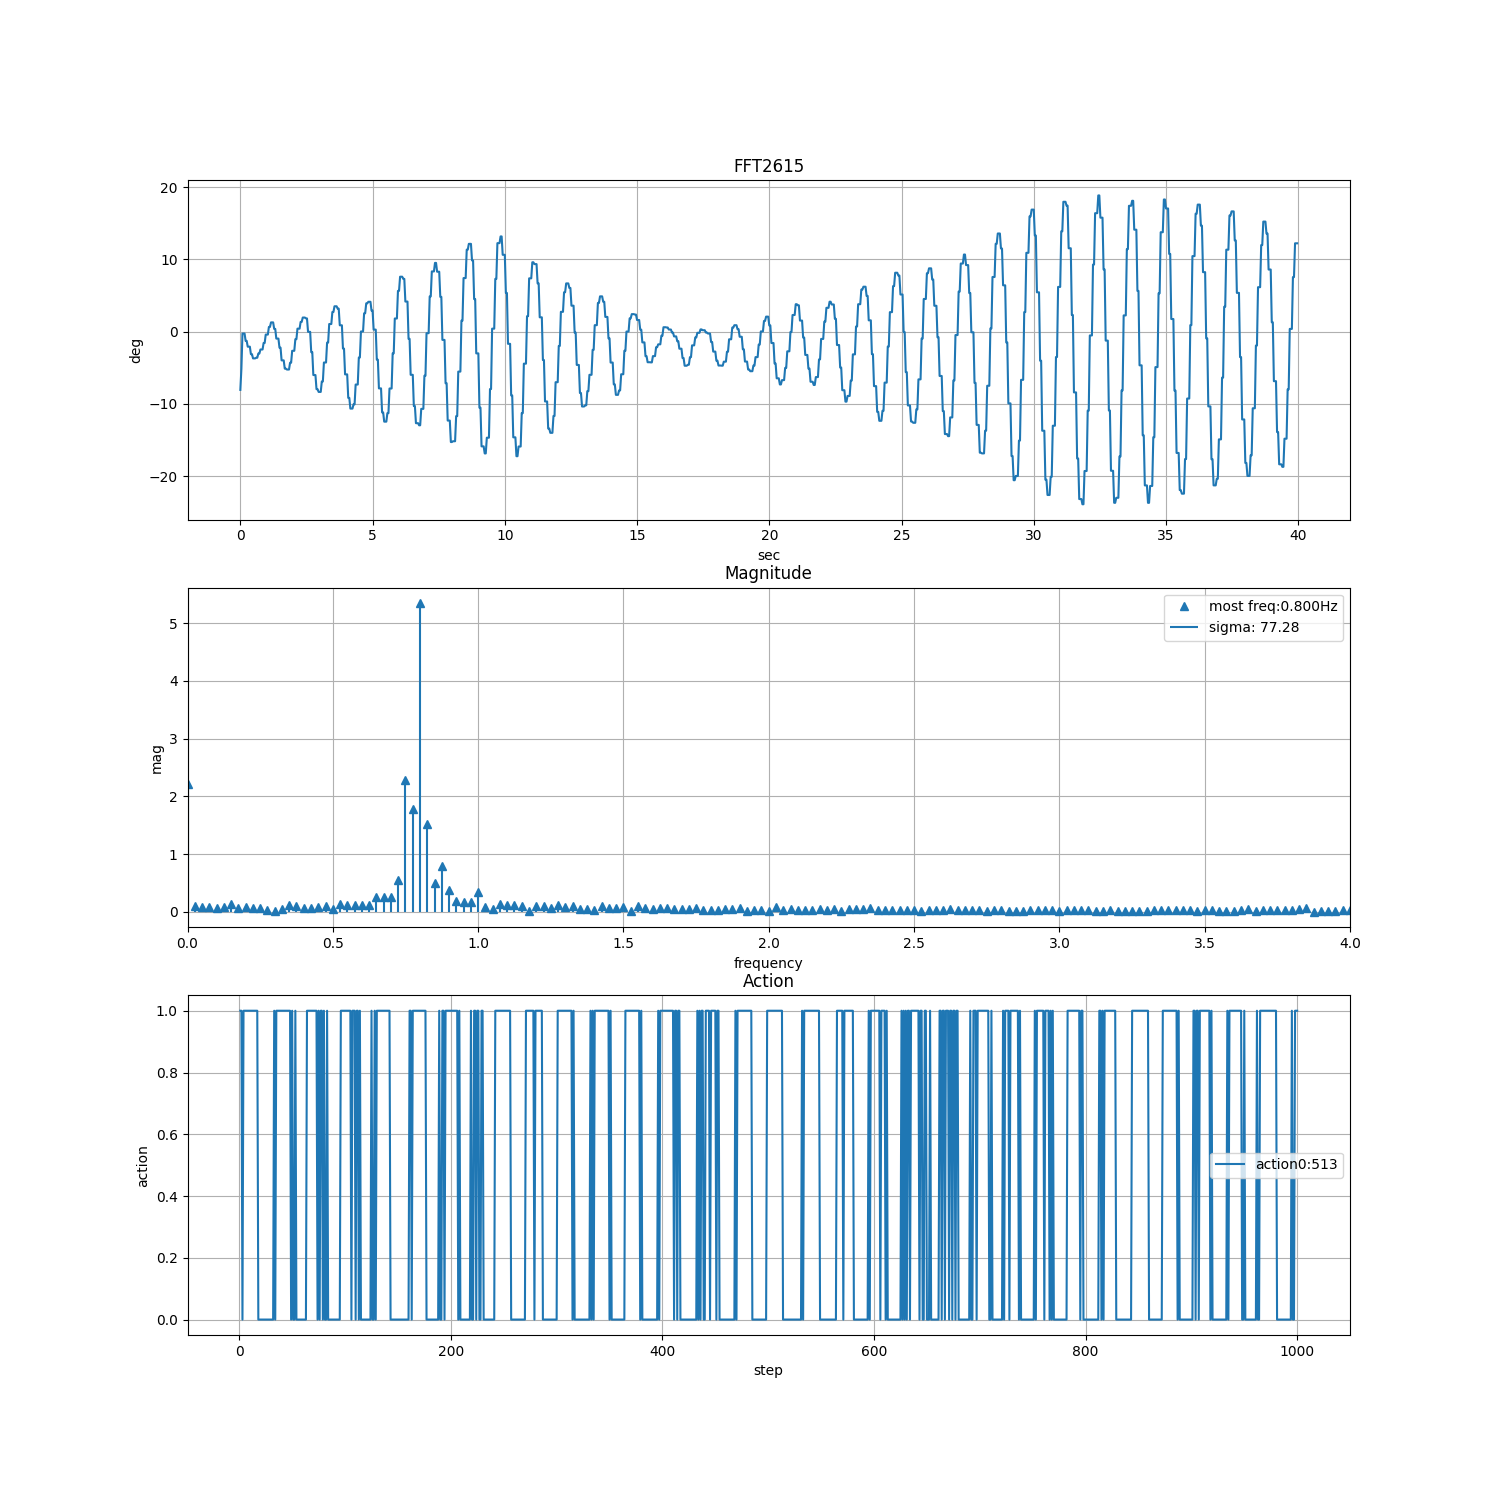 FFT2615
20
10
0
−10
−20
deg
0 5 10 15 20 25 30 35 40
sec
Magnitude
most freq:0.800Hz
sigma: 77.28
5
4
3
2
1
0
mag
0.0 0.5 1.0 1.5 2.0 2.5 3.0 3.5 4.0
frequency
Action
1.0
0.8
0.6
0.4
0.2
0.0
action
action0:513
0 200 400 600 800 1000
step